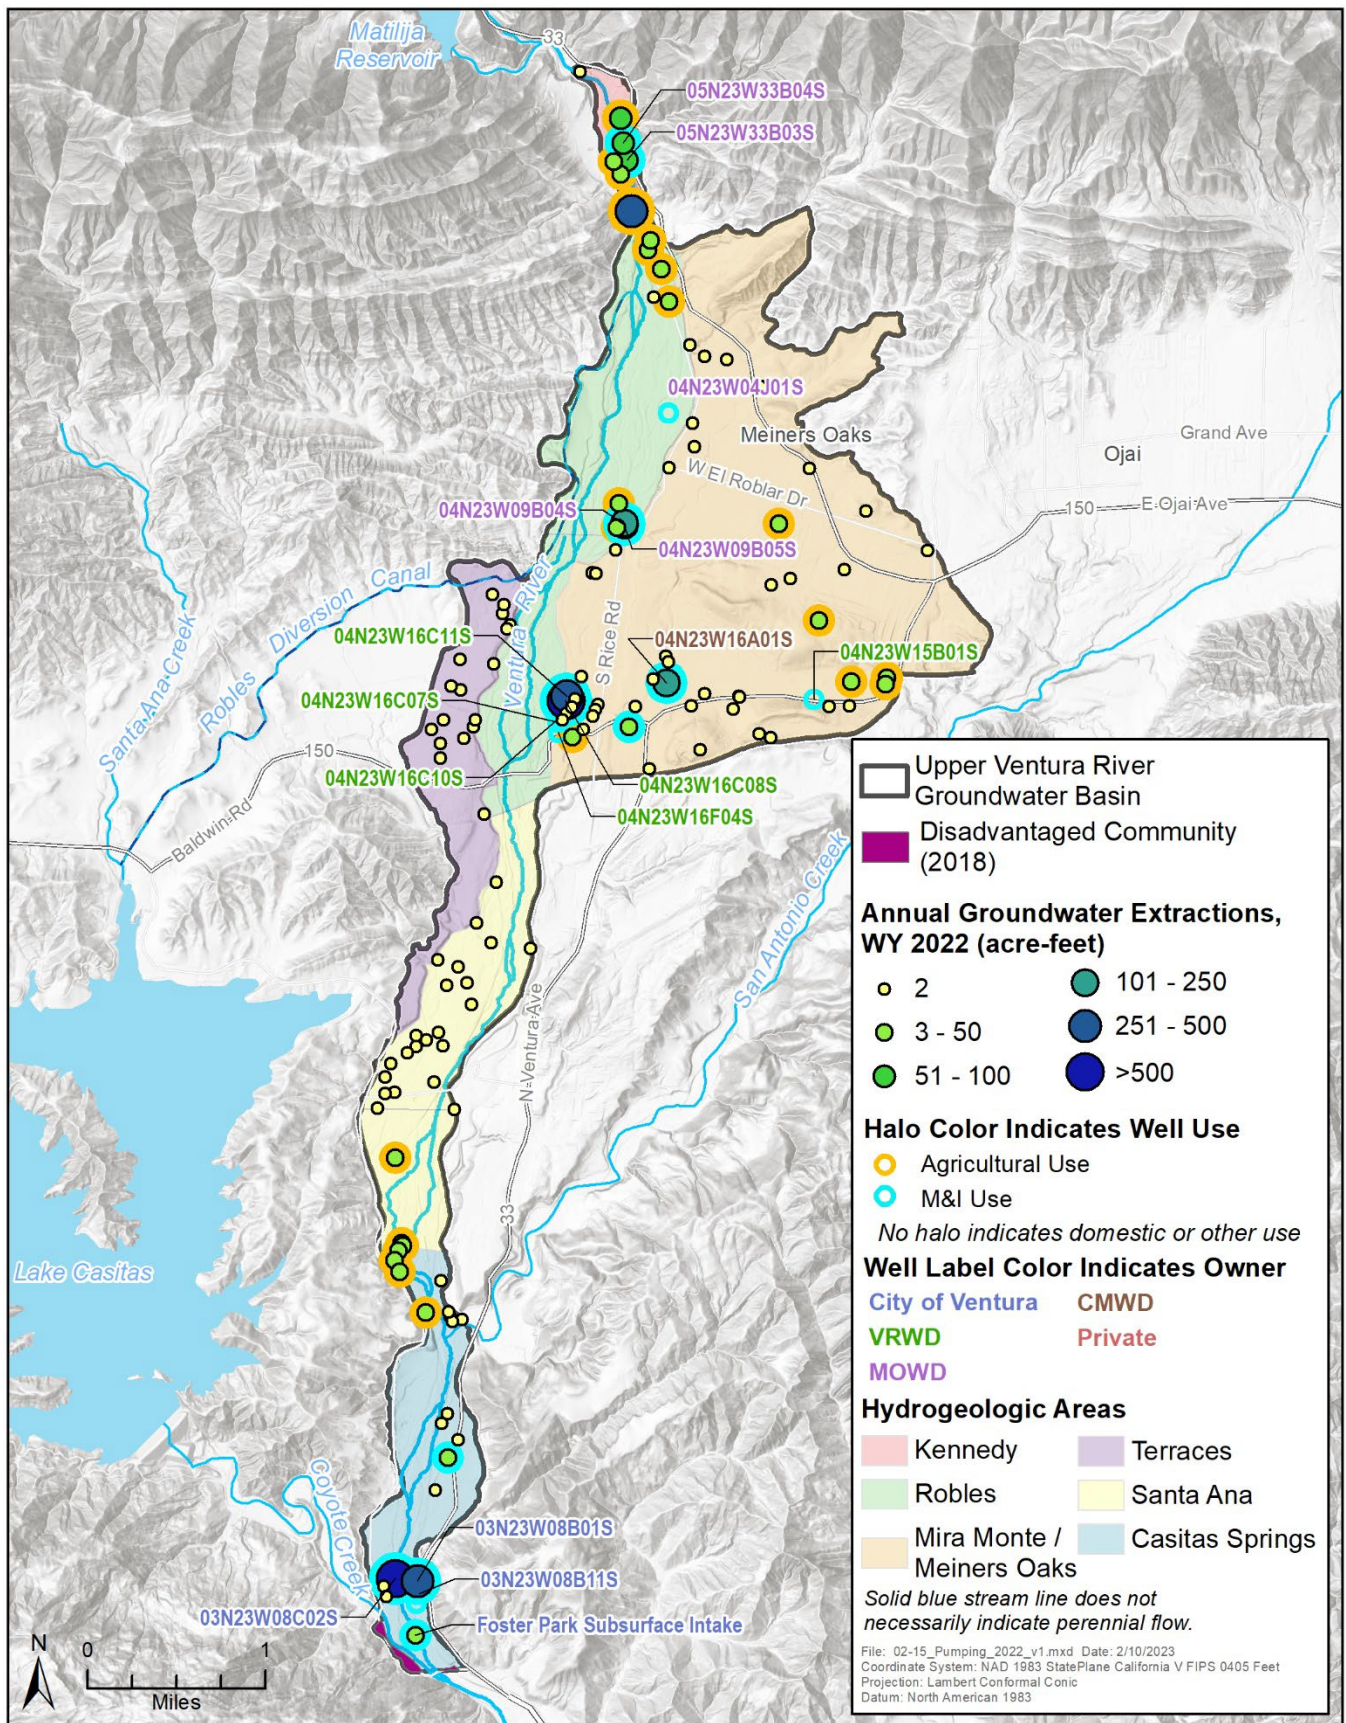 Matilija
Reservoir
33
05N23W33B04S
05N23W33B03S
04N23W04J01S
Meiners Oaks
Grand Ave
Ojai
W El Roblar Dr
150
E Ojai Ave
04N23W09B04S
04N23W09B05S
Santa Ana Creek
Robles Diversion Canal
Ventura River
S Rice Rd
04N23W16C11S
04N23W16A01S
04N23W15B01S
04N23W16C07S
150
04N23W16C10S
04N23W16C08S
04N23W16F04S
Baldwin Rd
San Antonio Creek
N Ventura Ave
33
Lake Casitas
Coyote Creek
03N23W08B01S
03N23W08B11S
03N23W08C02S
Foster Park Subsurface Intake
N
0 1
Miles
Upper Ventura River
Groundwater Basin
Disadvantaged Community
(2018)
Annual Groundwater Extractions,
WY 2022 (acre-feet)
2
3 - 50
51 - 100
101 - 250
251 - 500
>500
Halo Color Indicates Well Use
Agricultural Use
M&I Use
No halo indicates domestic or other use
Well Label Color Indicates Owner
City of Ventura
CMWD
VRWD
Private
MOWD
Hydrogeologic Areas
Kennedy
Terraces
Robles
Santa Ana
Mira Monte /
Meiners Oaks
Casitas Springs
Solid blue stream line does not
necessarily indicate perennial flow.
File: 02-15_Pumping_2022_v1.mxd Date: 2/10/2023
Coordinate System: NAD 1983 StatePlane California V FIPS 0405 Feet
Projection: Lambert Conformal Conic
Datum: North American 1983